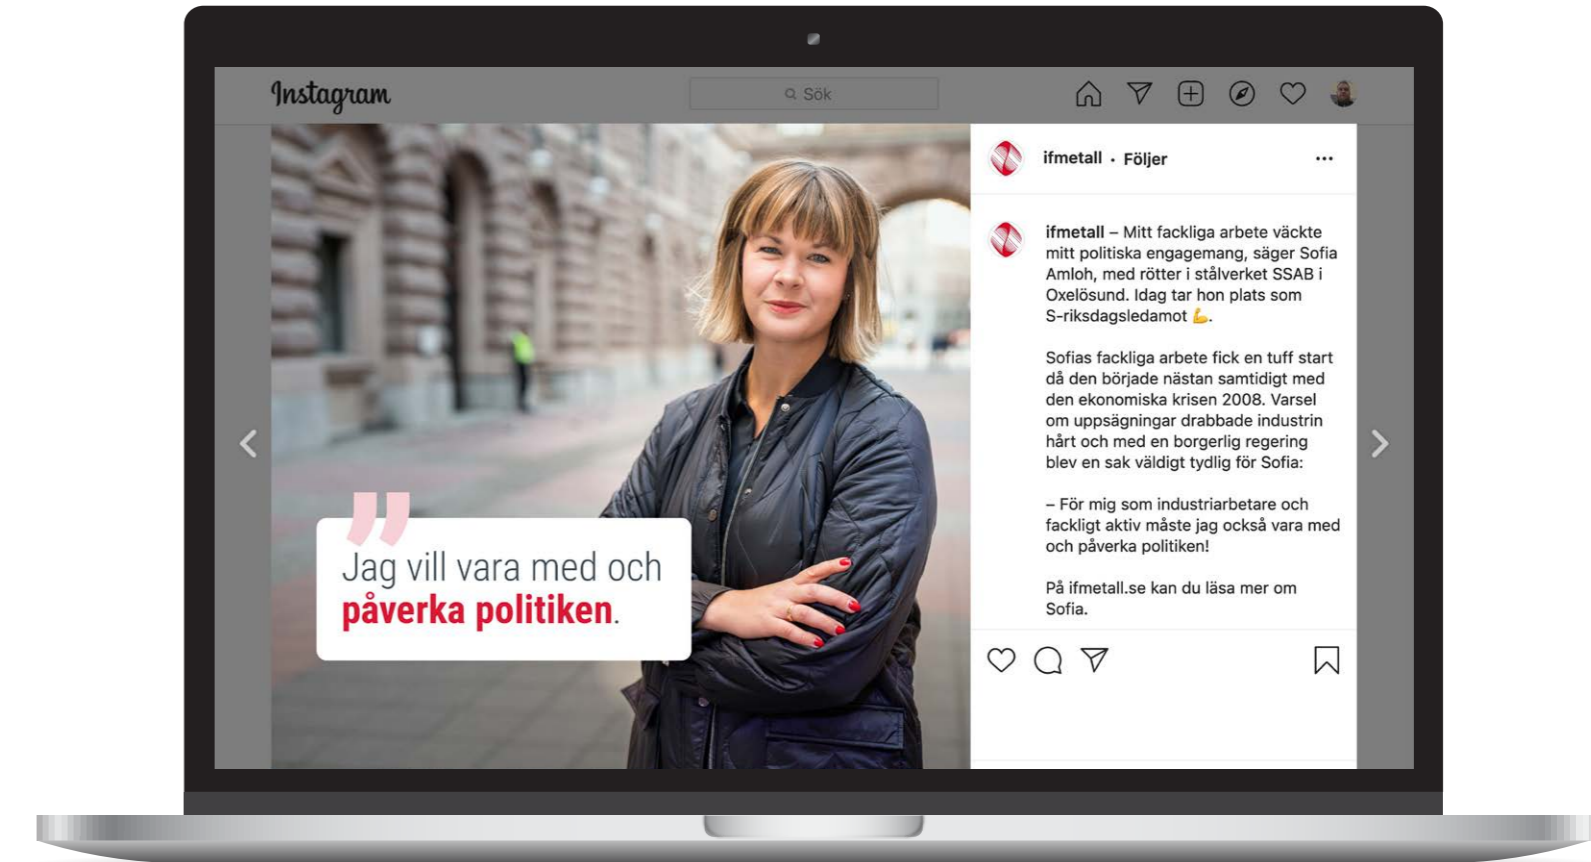 Instagram
Sök
ifmetall • Följer
ifmetall – Mitt fackliga arbete väckte
mitt politiska engagemang, säger Sofia
Amloh, med rötter i stålverket SSAB i
Oxelösund. Idag tar hon plats som
S-riksdagsledamot 💪.
Sofias fackliga arbete fick en tuff start
då den började nästan samtidigt med
den ekonomiska krisen 2008. Varsel
om uppsägningar drabbade industrin
hårt och med en borgerlig regering
blev en sak väldigt tydlig för Sofia:
– För mig som industriarbetare och
fackligt aktiv måste jag också vara med
och påverka politiken!
På ifmetall.se kan du läsa mer om
Sofia.
”
Jag vill vara med och
påverka politiken.